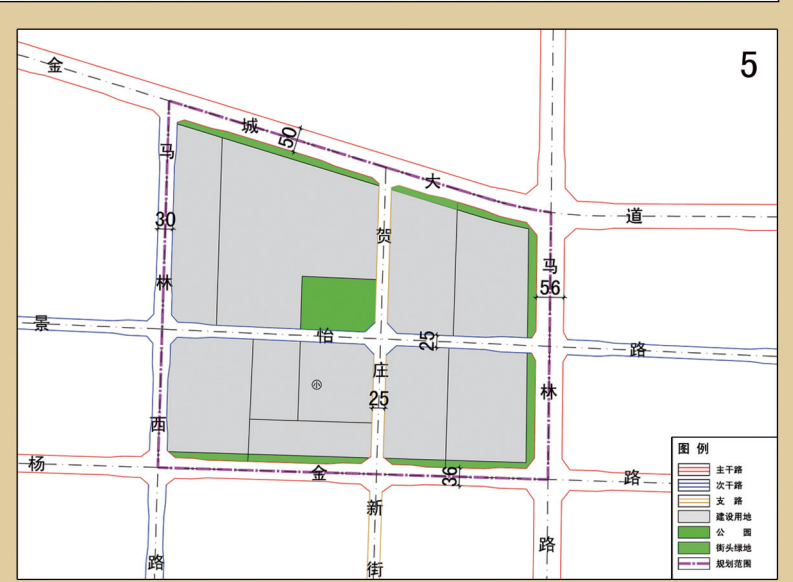 5
金城大道
50
马林西路
30
贺庄新街
25
马林路
56
景怡路
25
小
杨金路
36
图 例
主干路
次干路
支 路
建设用地
公 园
街头绿地
规划范围